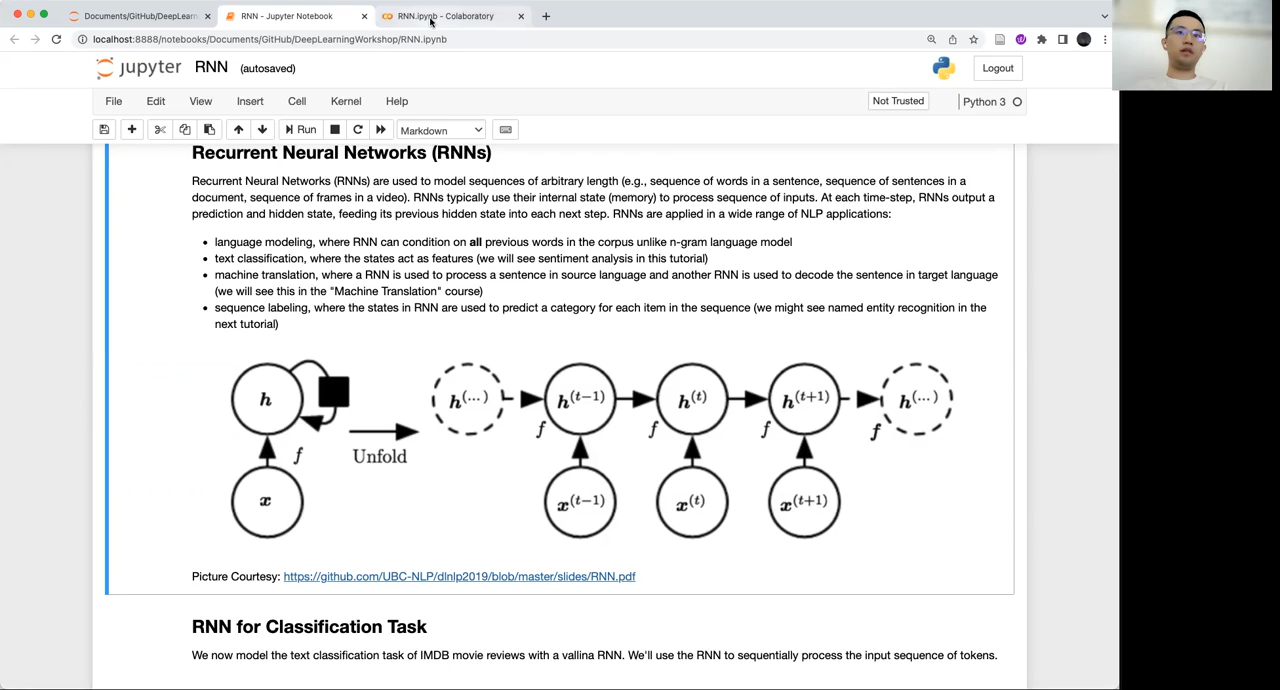 Documents/GitHub/DeepLearn
RNN - Jupyter Notebook
RNN.ipynb - Colaboratory
localhost:8888/notebooks/Documents/GitHub/DeepLearningWorkshop/RNN.ipynb
jupyter RNN (autosaved)
Logout
File Edit View Insert Cell Kernel Help
Not Trusted
Python 3
Run
Markdown
Recurrent Neural Networks (RNNs)
Recurrent Neural Networks (RNNs) are used to model sequences of arbitrary length (e.g., sequence of words in a sentence, sequence of sentences in a
document, sequence of frames in a video). RNNs typically use their internal state (memory) to process sequence of inputs. At each time-step, RNNs output a
prediction and hidden state, feeding its previous hidden state into each next step. RNNs are applied in a wide range of NLP applications:
• language modeling, where RNN can condition on all previous words in the corpus unlike n-gram language model
• text classification, where the states act as features (we will see sentiment analysis in this tutorial)
• machine translation, where a RNN is used to process a sentence in source language and another RNN is used to decode the sentence in target language
(we will see this in the "Machine Translation" course)
• sequence labeling, where the states in RNN are used to predict a category for each item in the sequence (we might see named entity recognition in the
next tutorial)
h
h(...) h(t−1) h(t) h(t+1) h(...)
f f f f f
Unfold
x
x(t−1) x(t) x(t+1)
Picture Courtesy: https://github.com/UBC-NLP/dlnlp2019/blob/master/slides/RNN.pdf
RNN for Classification Task
We now model the text classification task of IMDB movie reviews with a vallina RNN. We'll use the RNN to sequentially process the input sequence of tokens.